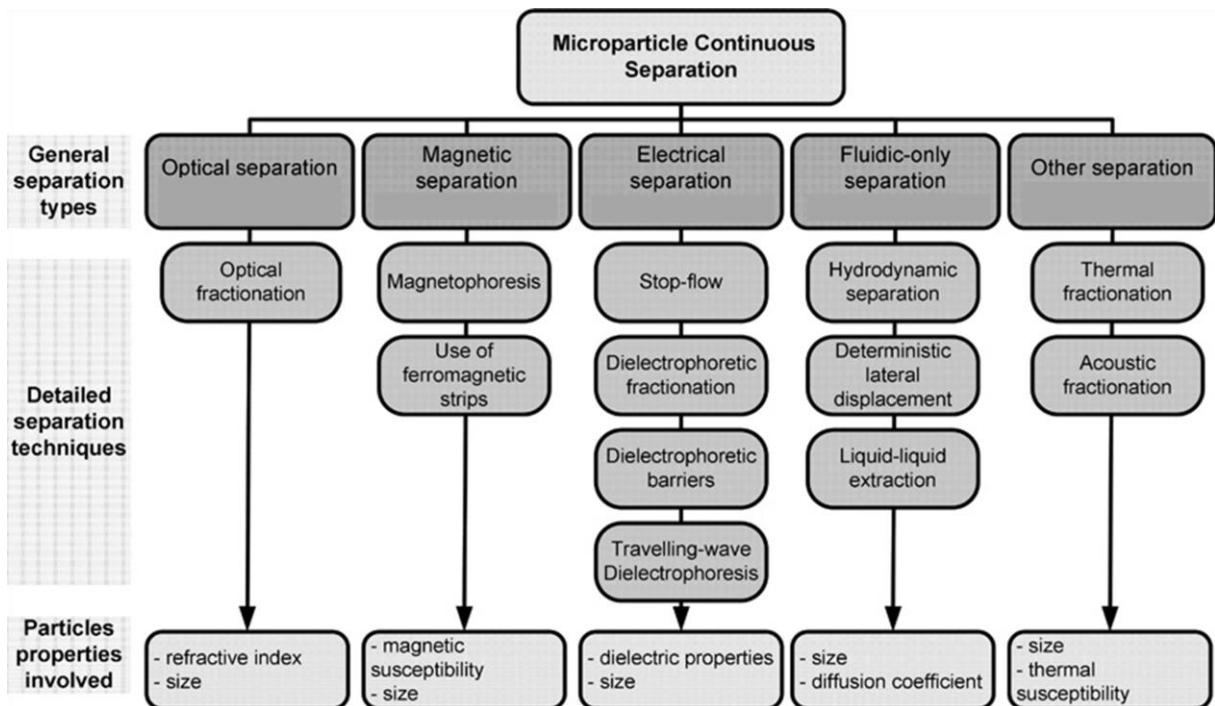 Microparticle Continuous
Separation
General
separation
types
Optical separation
Magnetic
separation
Electrical
separation
Fluidic-only
separation
Other separation
Detailed
separation
techniques
Optical
fractionation
Magnetophoresis
Use of
ferromagnetic
strips
Stop-flow
Dielectrophoretic
fractionation
Dielectrophoretic
barriers
Travelling-wave
Dielectrophoresis
Hydrodynamic
separation
Deterministic
lateral
displacement
Liquid-liquid
extraction
Thermal
fractionation
Acoustic
fractionation
Particles
properties
involved
- refractive index
- size
- magnetic
susceptibility
- size
- dielectric properties
- size
- size
- diffusion coefficient
- size
- thermal
susceptibility